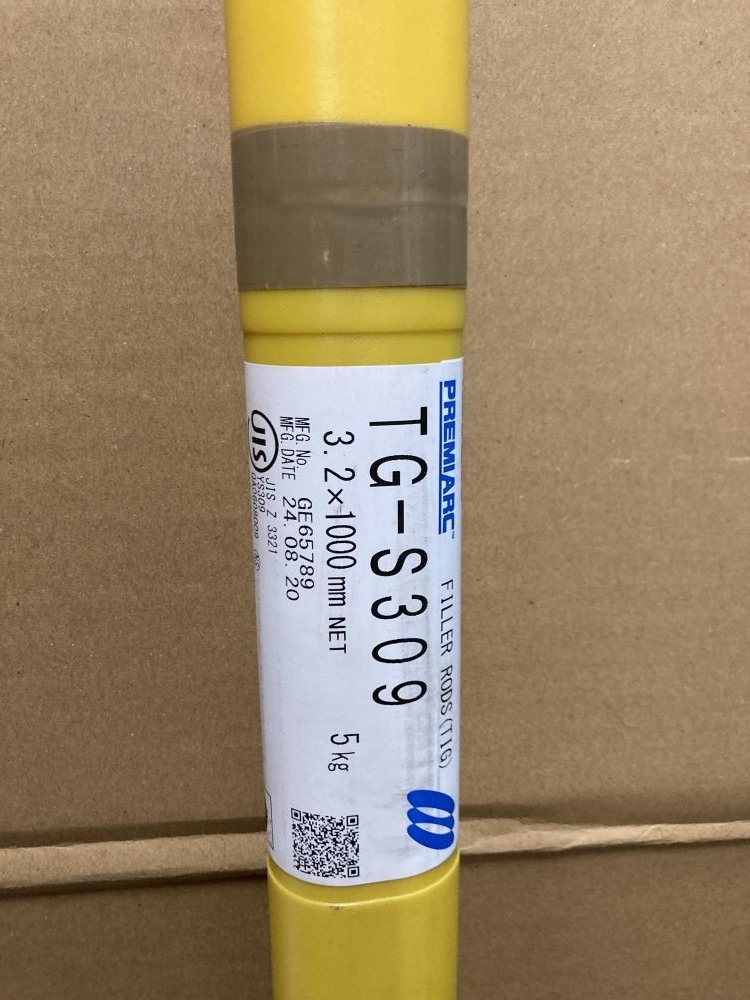 PREMIARC™ FILLER RODS(TIG)
TG-S309
3.2×1000mm NET 5kg
MFG. No. GE65789
MFG. DATE 24.08.20
JIS
JIS Z 3321
YS309